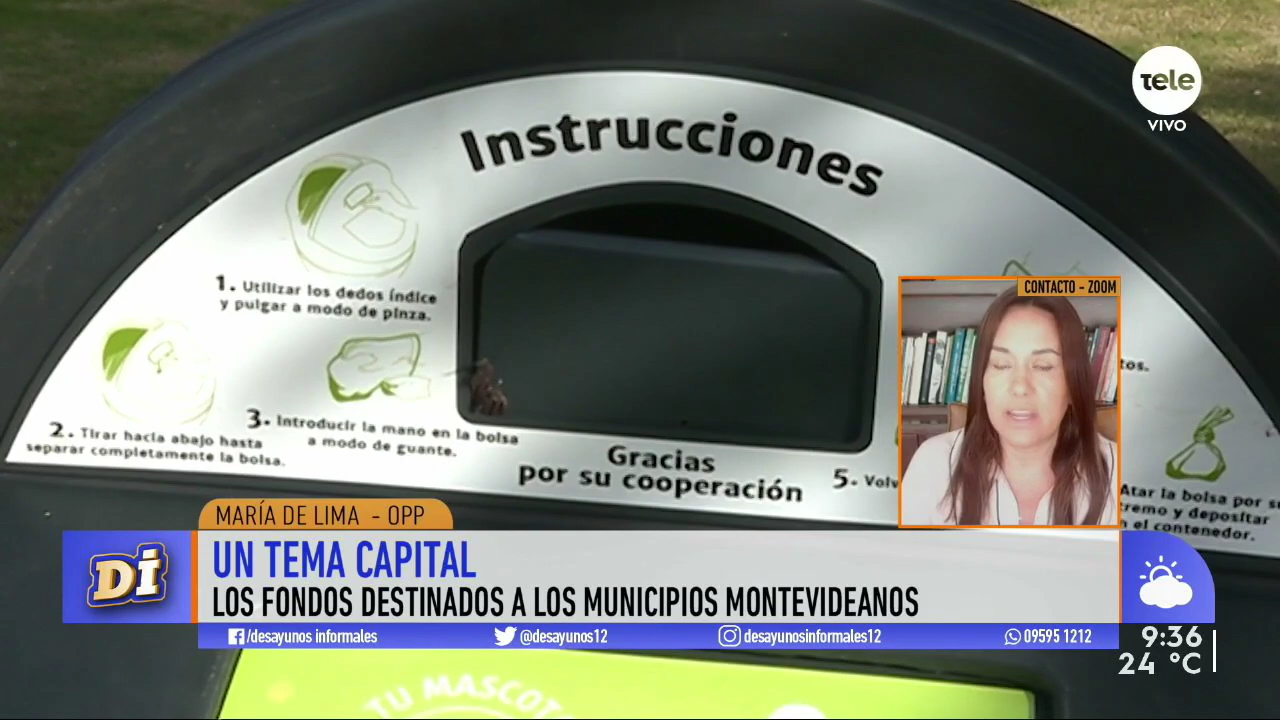 tele
VIVO
Instrucciones
1. Utilizar los dedos índice
y pulgar a modo de pinza.
2. Tirar hacia abajo hasta
separar completamente la bolsa.
3. Introducir la mano en la bolsa
a modo de guante.
Gracias
por su cooperación
5.
tos.
Atar la bolsa por
y depositar
el contenedor.
CONTACTO - ZOOM
MARÍA DE LIMA - OPP
Di
UN TEMA CAPITAL
LOS FONDOS DESTINADOS A LOS MUNICIPIOS MONTEVIDEANOS
/desayunos informales
@desayunos12
desayunosinformales12
09595 1212
9:36
24 °C
TU MASCOT